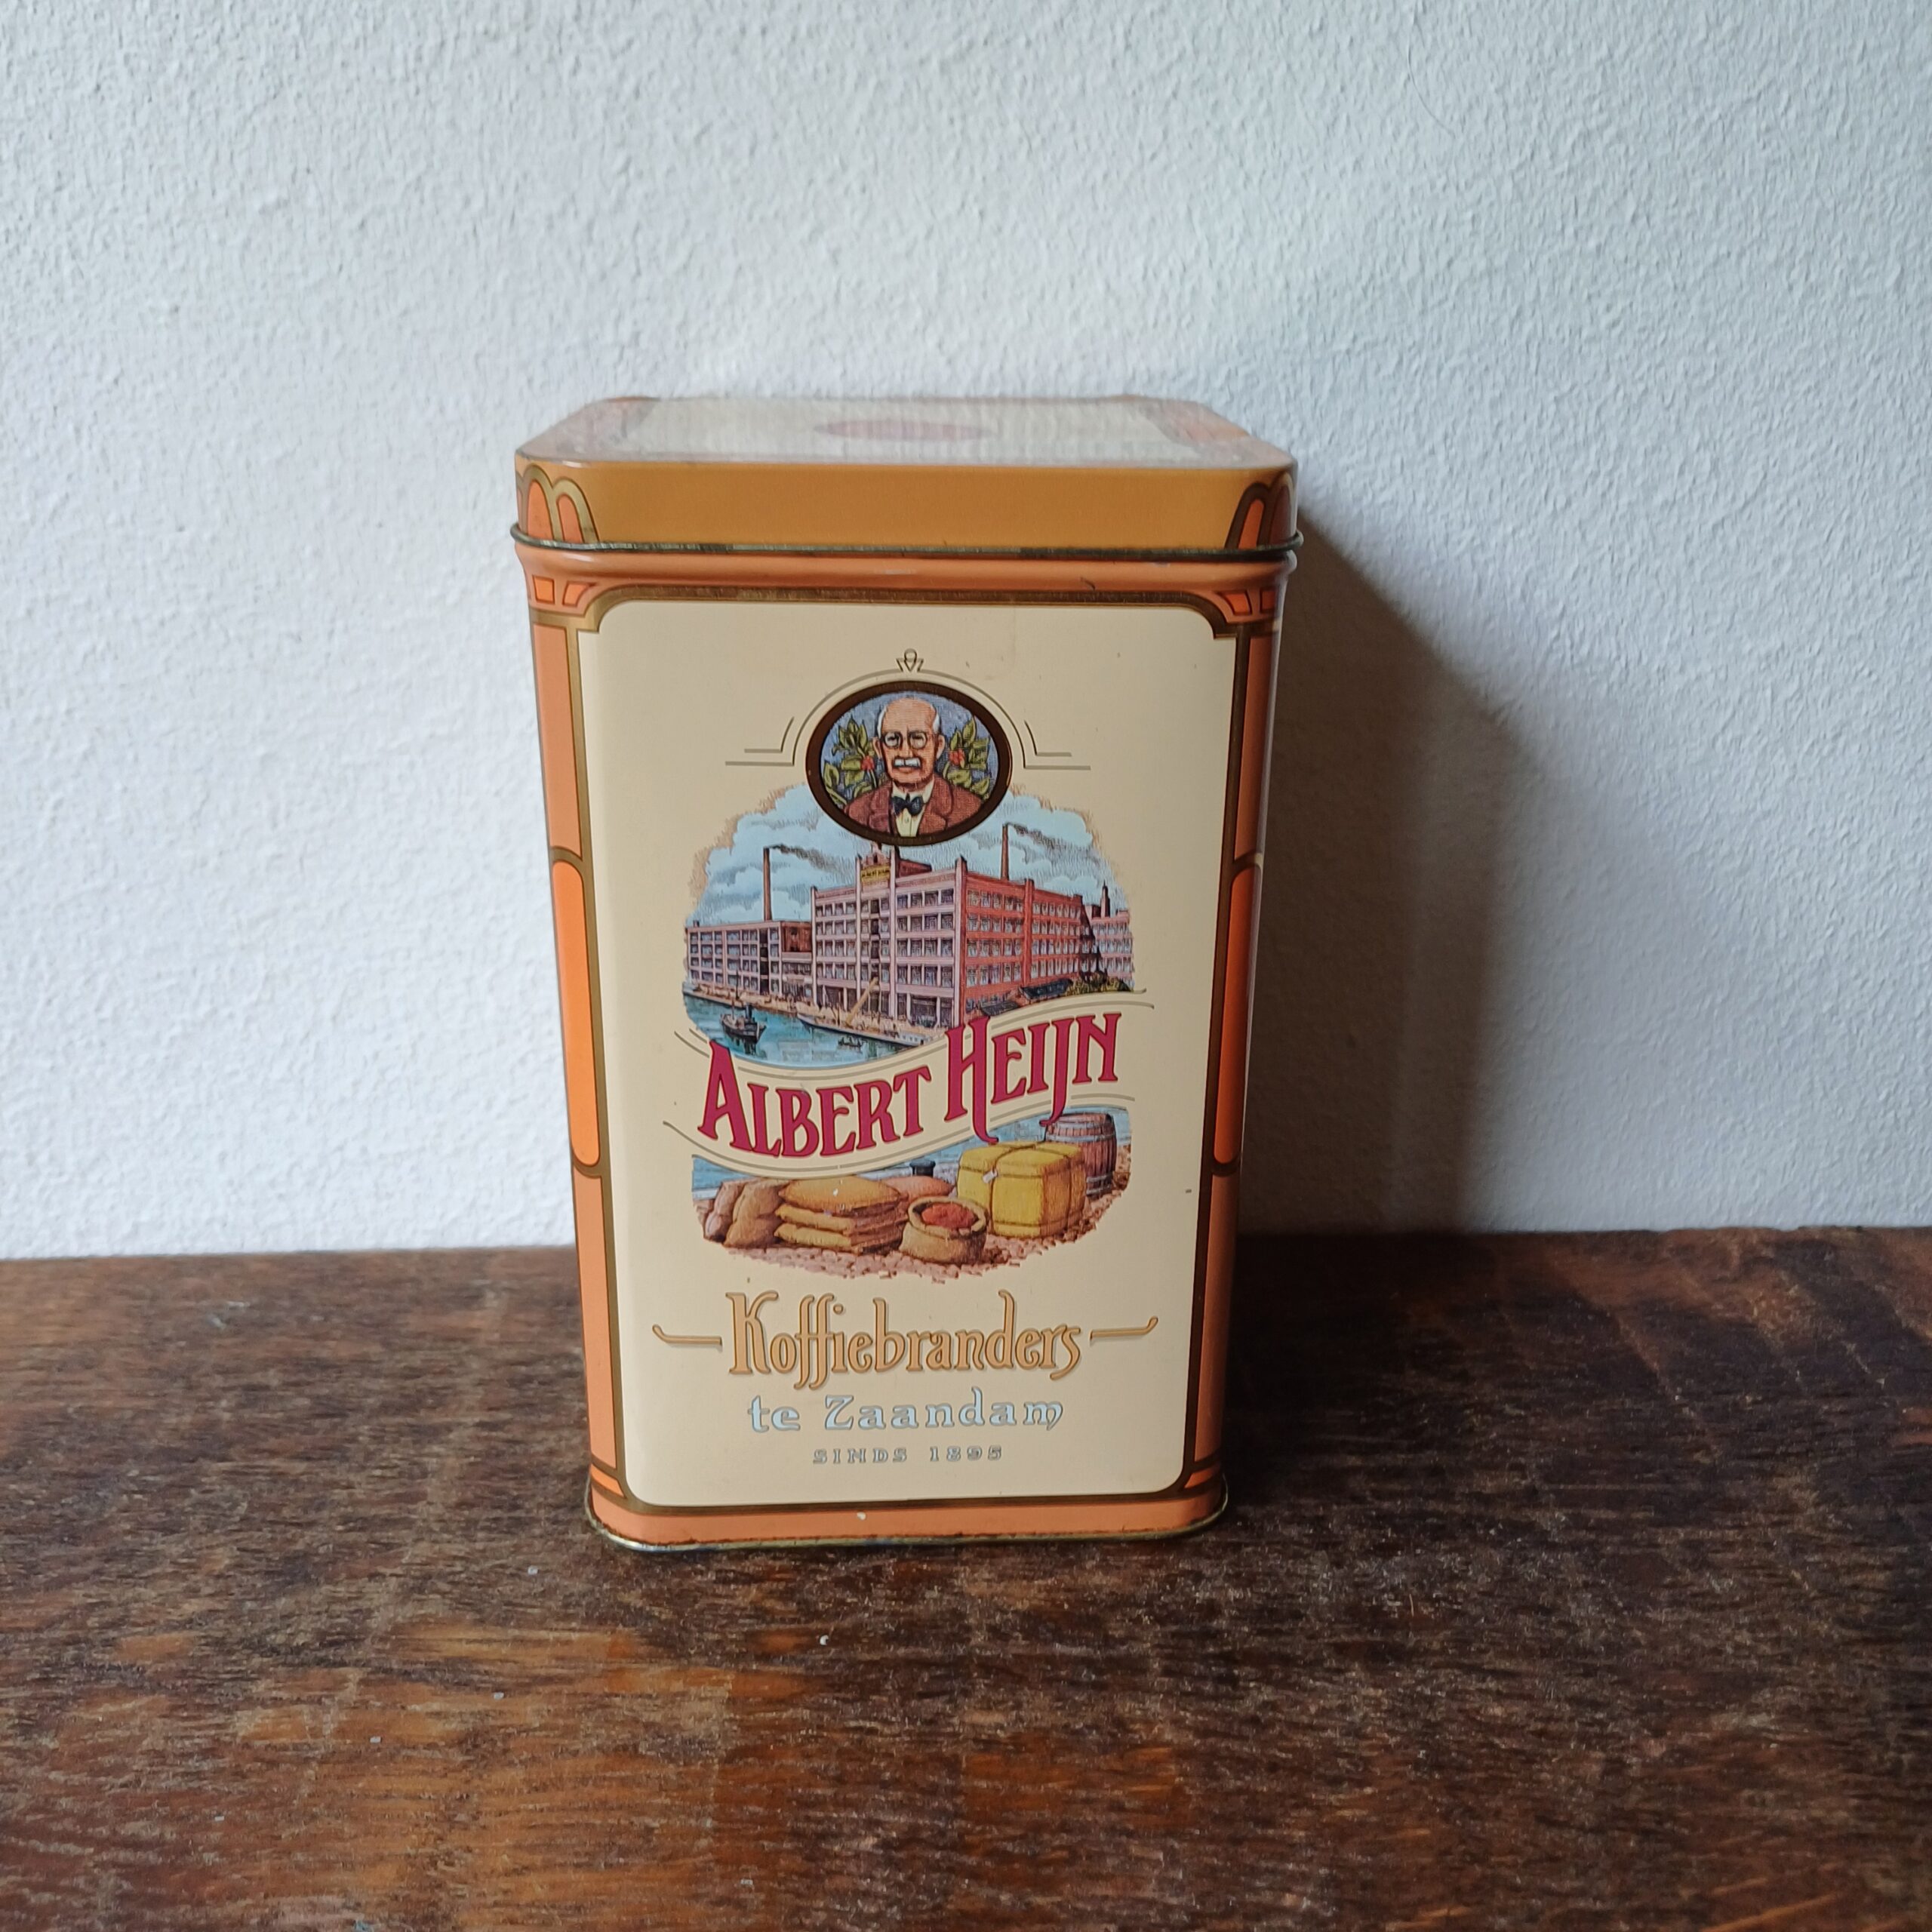 ALBERT HEIJN
Koffiebranders
te Zaandam
SINDS 1895